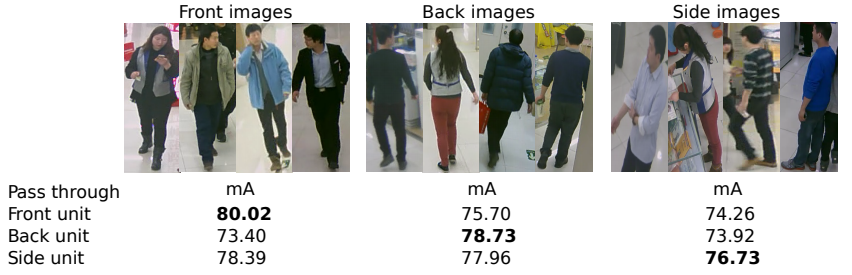 Front images Back images Side images
Pass through mA mA mA
Front unit 80.02 75.70 74.26
Back unit 73.40 78.73 73.92
Side unit 78.39 77.96 76.73